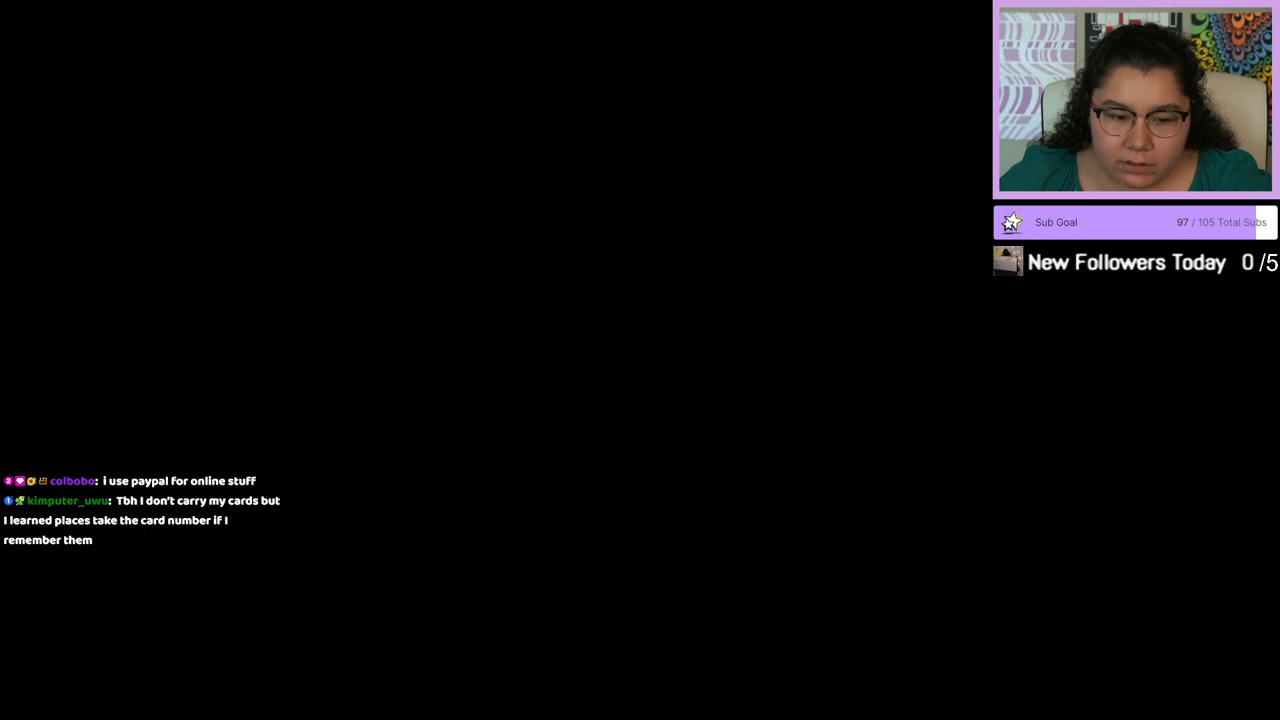 Sub Goal 97 / 105 Total Subs
New Followers Today 0 /5
colbobo: i use paypal for online stuff
kimputer_uwu: Tbh I don't carry my cards but
I learned places take the card number if I
remember them